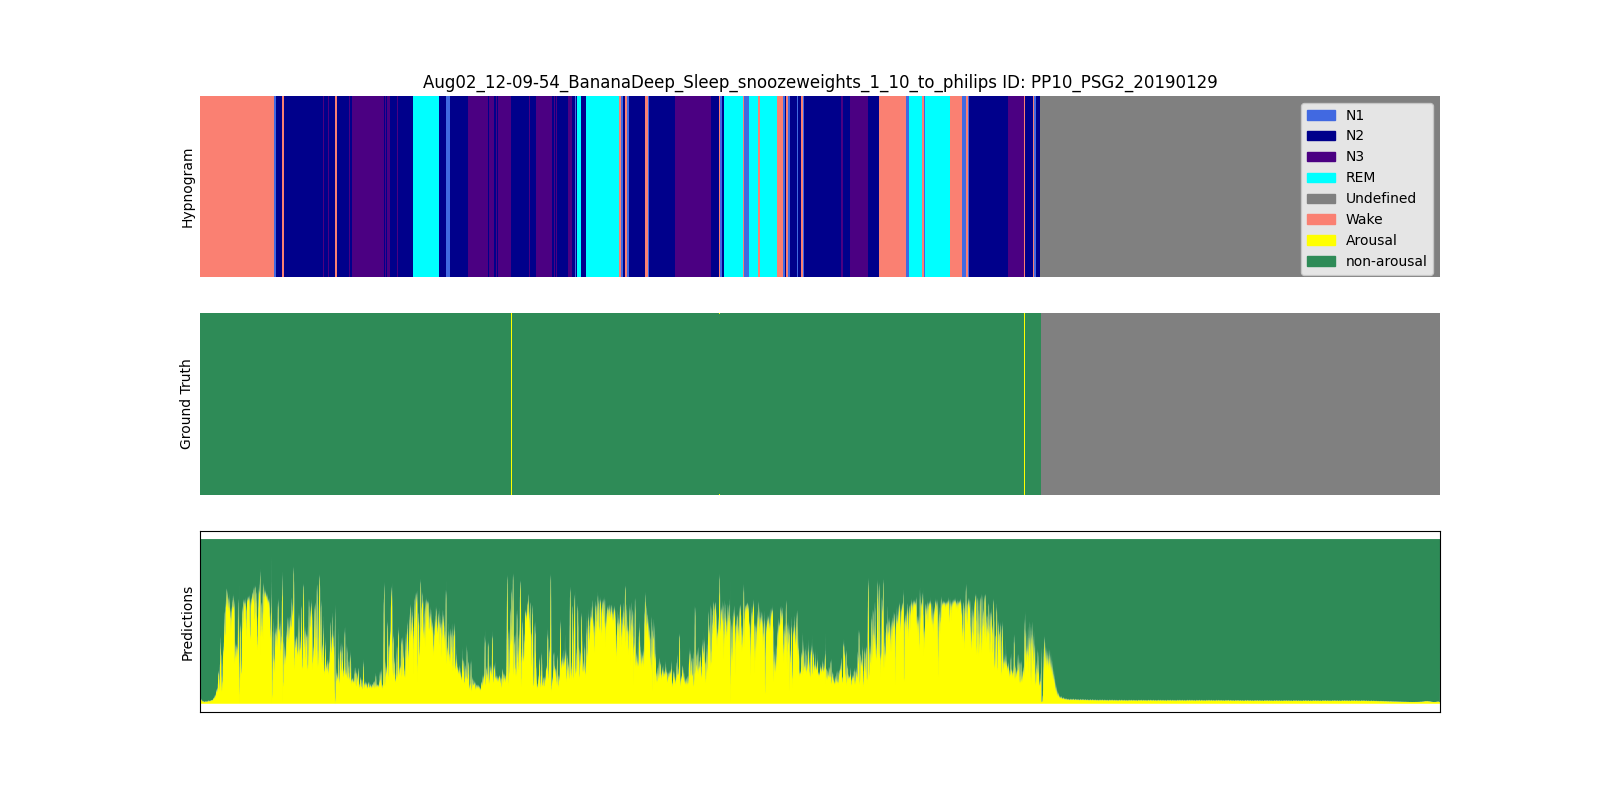 Aug02_12-09-54_BananaDeep_Sleep_snoozeweights_1_10_to_philips ID: PP10_PSG2_20190129
Hypnogram
N1
N2
N3
REM
Undefined
Wake
Arousal
non-arousal
Ground Truth
Predictions